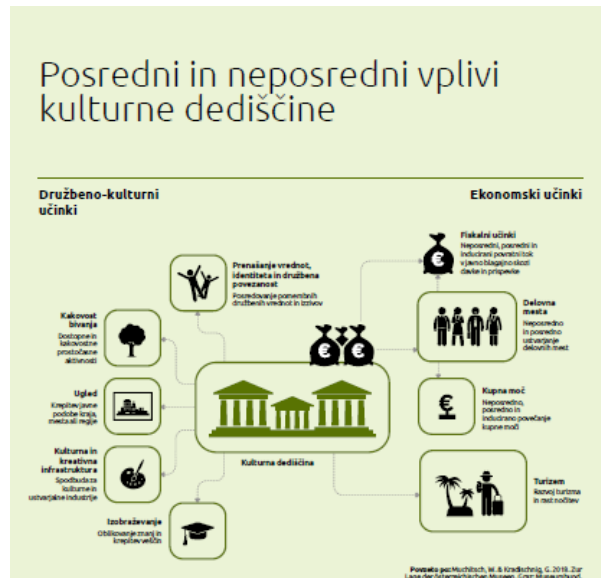 Posredni in neposredni vplivi
kulturne dediščine
Družbeno-kulturni
učinki
Ekonomski učinki
Prenašanje vrednot,
identiteta in družbena
povezanost
Posredovanje pomembnih
družbenih vrednot in izzivov
Kakovost
bivanja
Dostopne in
kakovostne
prostočasne
aktivnosti
Ugled
Krepitev javne
podobe kraja,
mesta ali regije
Kulturna in
kreativna
infrastruktura
Spodbuda za
kulturne in
ustvarjalne industrije
Izobraževanje
Oblikovanje znanj in
krepitev veščin
Kulturna dediščina
Fiskalni učinki
Neposredni, posredni in
inducirani povratni tok
v javno blagajno skozi
davke in prispevke
€
€ €
Delovna
mesta
Neposredno
in posredno
ustvarjanje
delovnih mest
€
Kupna moč
Neposredno,
posredno in
inducirano povečanje
kupne moči
Turizem
Razvoj turizma
in rast nočitev
Povzeto po: Muchitsch, W. & Kradischnig, G. 2018. Zur
Lage der österreichischen Museen. Graz: Museumbund.